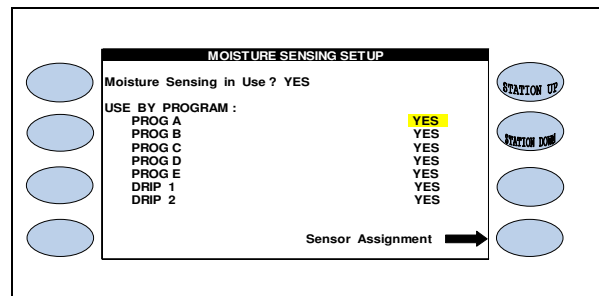 MOISTURE SENSING SETUP
Moisture Sensing in Use ? YES
STATION UP
USE BY PROGRAM :
PROG A YES
PROG B YES
STATION DOWN
PROG C YES
PROG D YES
PROG E YES
DRIP 1 YES
DRIP 2 YES
Sensor Assignment